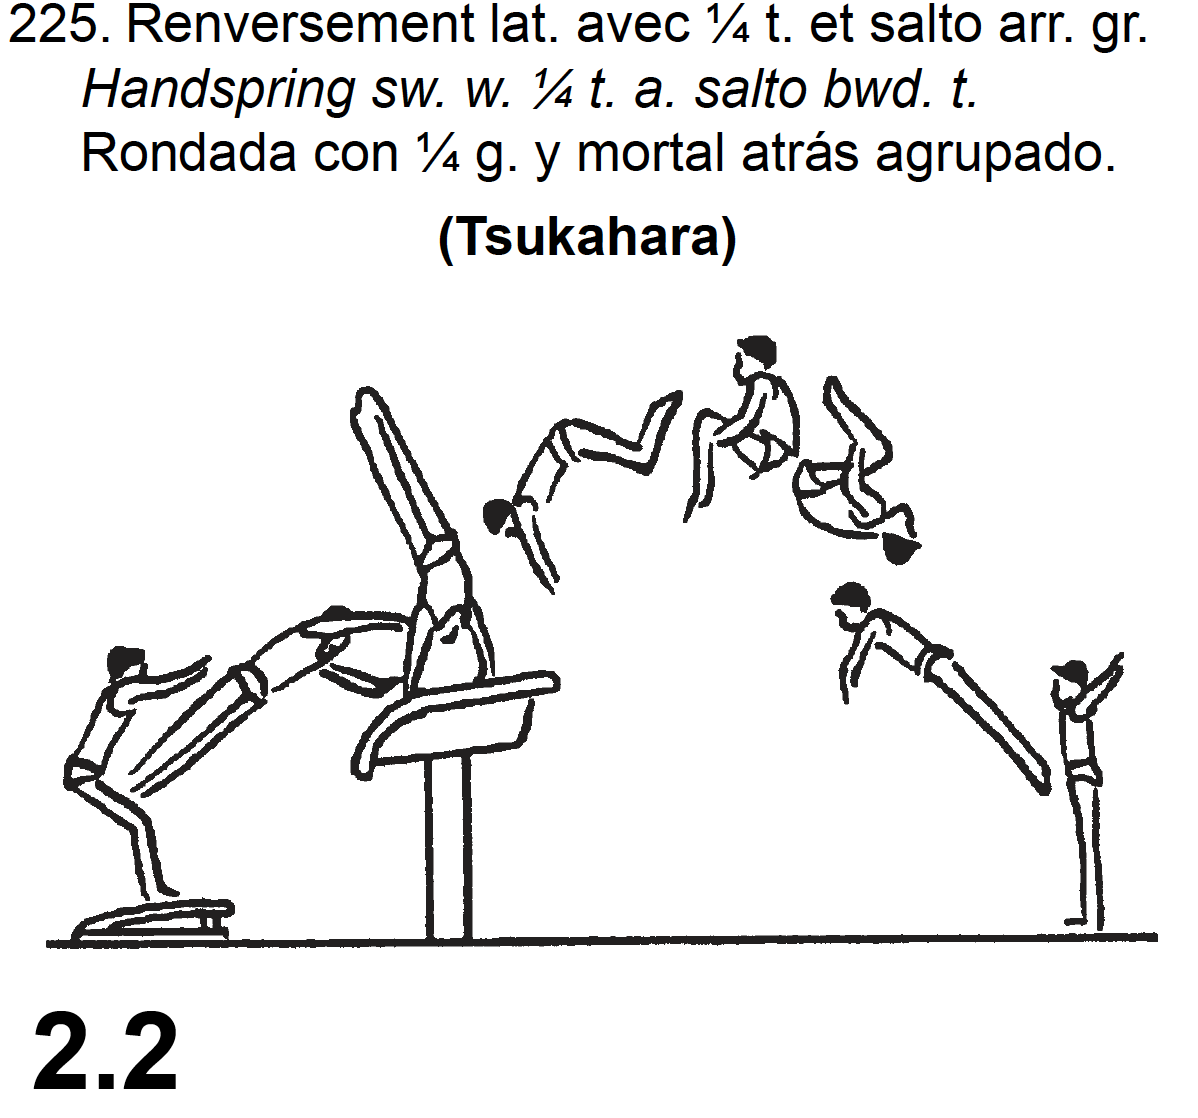 225. Renversement lat. avec ¼ t. et salto arr. gr.
Handspring sw. w. ¼ t. a. salto bwd. t.
Rondada con ¼ g. y mortal atrás agrupado.
(Tsukahara)
2.2